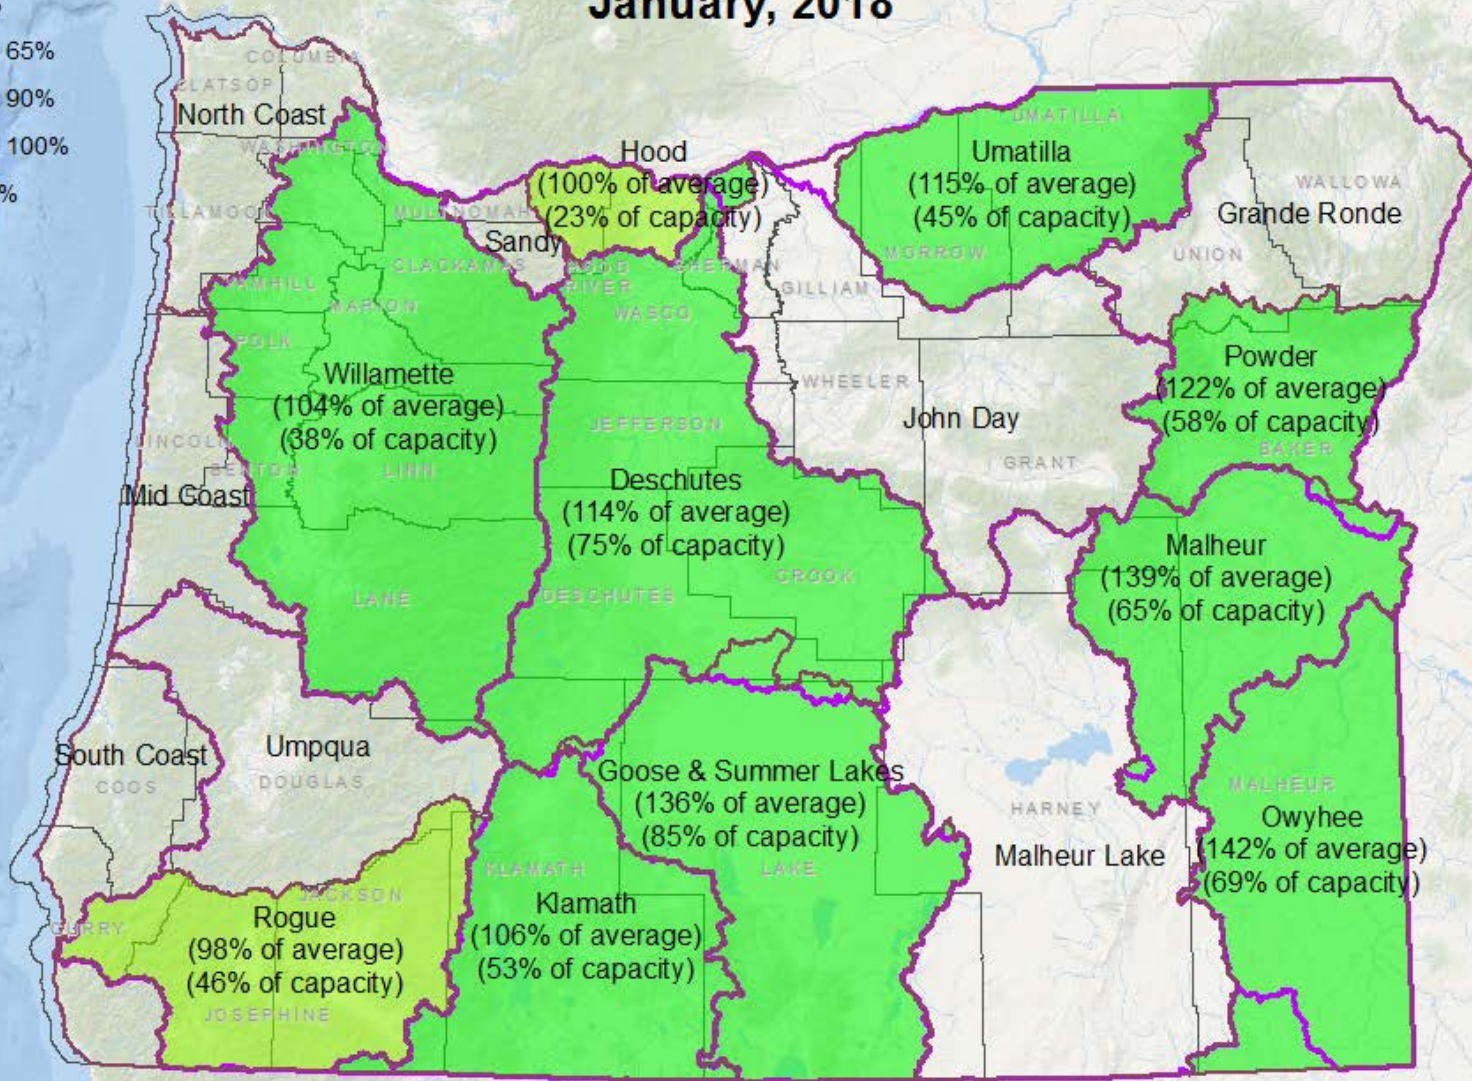 January, 2018
65%
90%
100%
%
COLUMBIA
CLATSOP
North Coast
WASHINGTON
TILLAMOOK
MULTNOMAH
Hood
(100% of average)
(23% of capacity)
Sandy
CLACKAMAS
HOOD
RIVER
SHERMAN
UMATILLA
Umatilla
(115% of average)
(45% of capacity)
MORROW
WALLOWA
Grande Ronde
UNION
GILLIAM
YAMHILL
MARION
WASCO
POLK
Willamette
(104% of average)
(38% of capacity)
WHEELER
John Day
GRANT
Powder
(122% of average)
(58% of capacity)
BAKER
JEFFERSON
LINCOLN
BENTON
LINN
Mid Coast
Deschutes
(114% of average)
(75% of capacity)
CROOK
DESCHUTES
LANE
Malheur
(139% of average)
(65% of capacity)
South Coast
COOS
Umpqua
DOUGLAS
Goose & Summer Lakes
(136% of average)
(85% of capacity)
LAKE
HARNEY
Malheur Lake
MALHEUR
Owyhee
(142% of average)
(69% of capacity)
KLAMATH
Klamath
(106% of average)
(53% of capacity)
JACKSON
CURRY
Rogue
(98% of average)
(46% of capacity)
JOSEPHINE